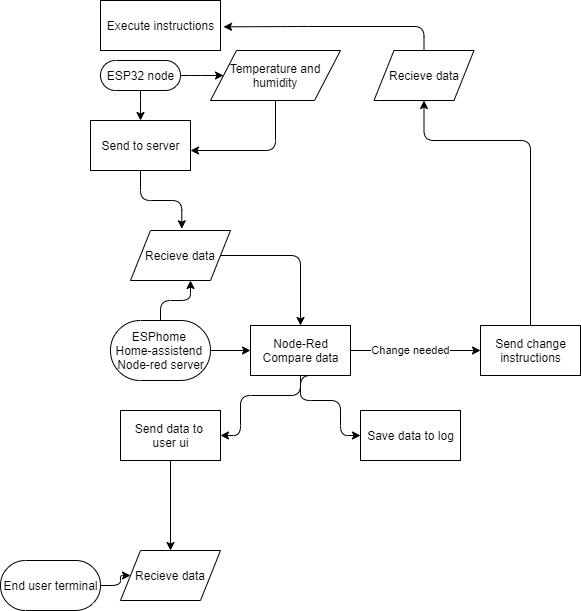 Execute instructions
ESP32 node
Temperature and
humidity
Recieve data
Send to server
Recieve data
ESPhome
Home-assistend
Node-red server
Node-Red
Compare data
Change needed
Send change
instructions
Send data to
user ui
Save data to log
End user terminal
Recieve data